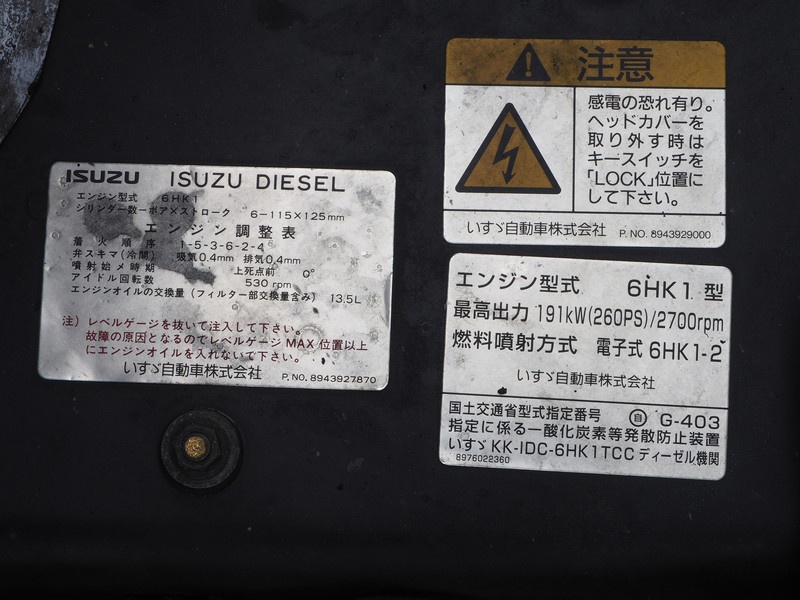 ISUZU ISUZU DIESEL
エンジン型式 6HK1
シリンダー数ーボア×ストローク 6-115×125mm
エンジン調整表
着火順序 1-5-3-6-2-4
弁スキマ(冷間) 吸気0.4mm 排気0.4mm
噴射始メ時期 上死点前 0°
アイドル回転数 530 rpm
エンジンオイルの交換量(フィルター部交換量含み) 13.5L
注)レベルゲージを抜いて注入して下さい。
故障の原因となるのでレベルゲージMAX位置以上
にエンジンオイルを入れないで下さい。
いすゞ自動車株式会社 P.NO. 8943927870
注意
感電の恐れ有り。
ヘッドカバーを
取り外す時は
キースイッチを
「LOCK」位置に
して下さい。
いすゞ自動車株式会社 P. NO. 8943929000
エンジン型式 6HK1 型
最高出力 191kW(260PS)/2700rpm
燃料噴射方式 電子式 6HK1-2
いすゞ自動車株式会社
国土交通省型式指定番号 ㉂ G-403
指定に係る一酸化炭素等発散防止装置
いすゞ KK-IDC-6HK1TCC ディーゼル機関
8976022360